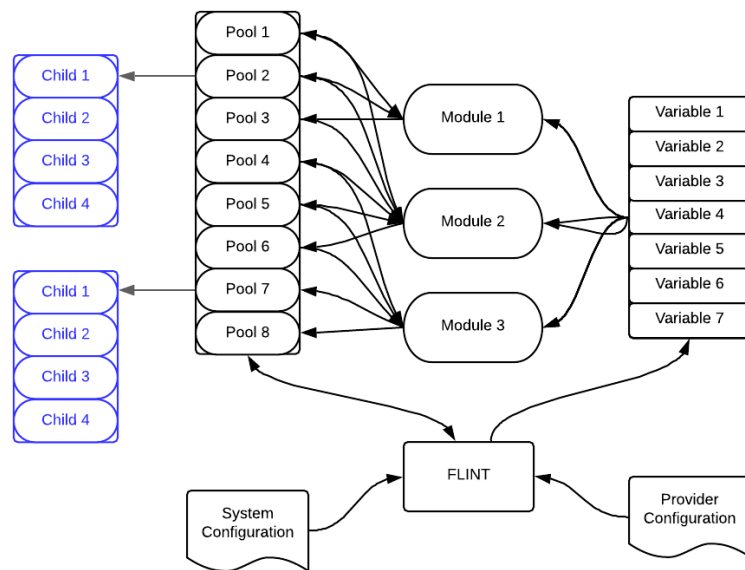 Child 1
Child 2
Child 3
Child 4
Child 1
Child 2
Child 3
Child 4
Pool 1
Pool 2
Pool 3
Pool 4
Pool 5
Pool 6
Pool 7
Pool 8
Module 1
Module 2
Module 3
Variable 1
Variable 2
Variable 3
Variable 4
Variable 5
Variable 6
Variable 7
FLINT
System
Configuration
Provider
Configuration